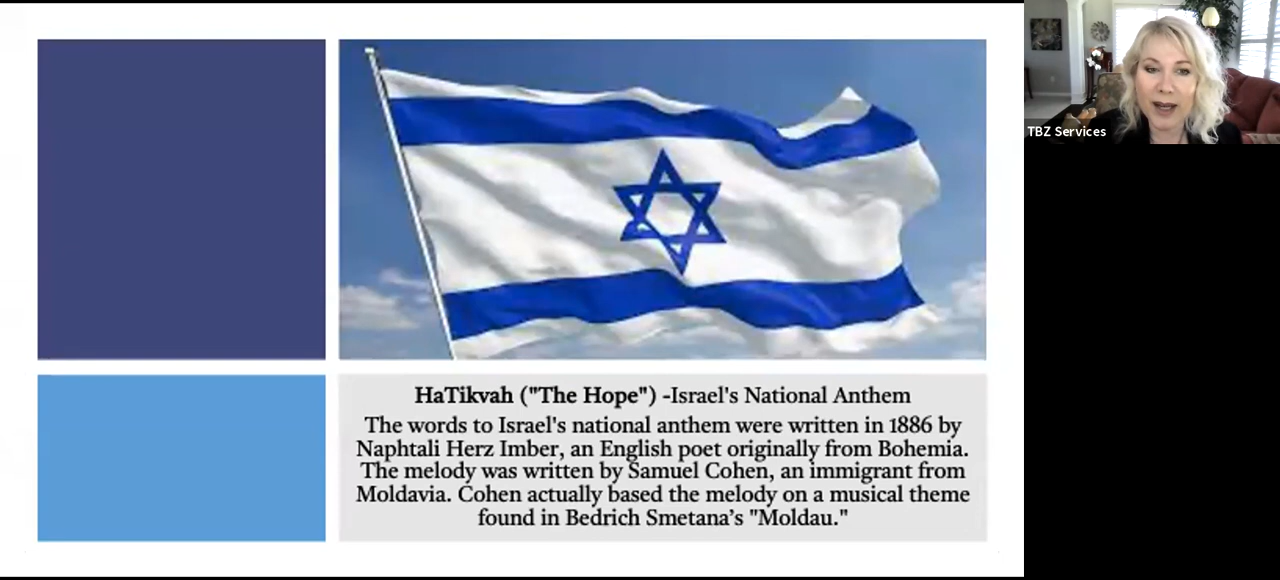 HaTikvah ("The Hope") -Israel's National Anthem
The words to Israel's national anthem were written in 1886 by
Naphtali Herz Imber, an English poet originally from Bohemia.
The melody was written by Samuel Cohen, an immigrant from
Moldavia. Cohen actually based the melody on a musical theme
found in Bedrich Smetana’s "Moldau."
TBZ Services